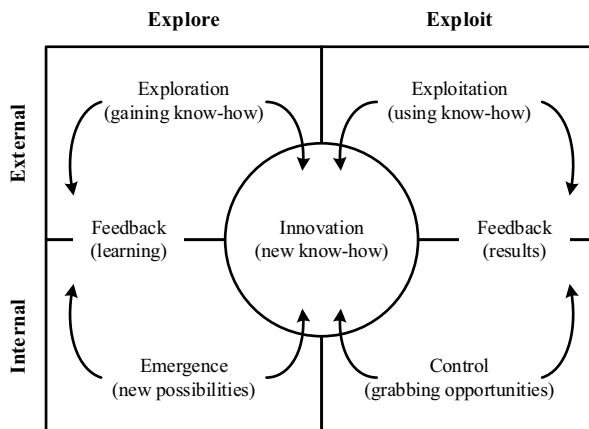 Explore
Exploit
External
Exploration
(gaining know-how)
Exploitation
(using know-how)
Feedback
(learning)
Innovation
(new know-how)
Feedback
(results)
Internal
Emergence
(new possibilities)
Control
(grabbing opportunities)